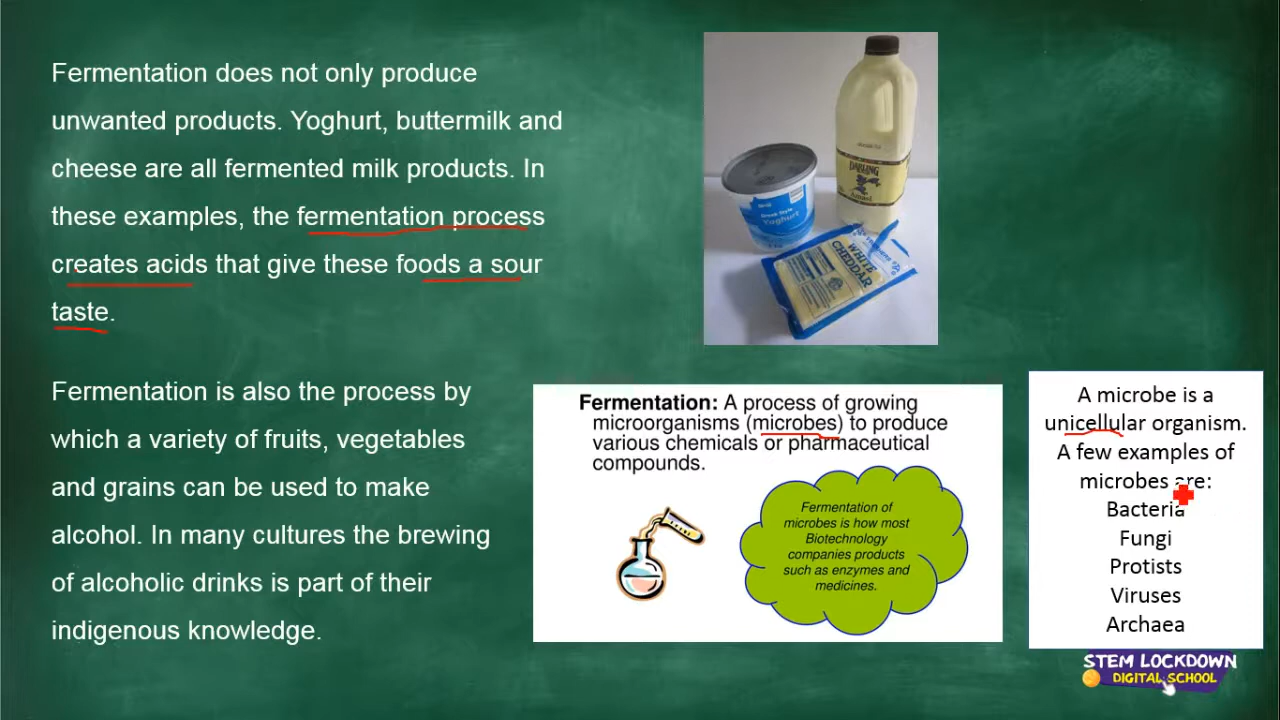 Fermentation does not only produce
unwanted products. Yoghurt, buttermilk and
cheese are all fermented milk products. In
these examples, the fermentation process
creates acids that give these foods a sour
taste.
Fermentation is also the process by
which a variety of fruits, vegetables
and grains can be used to make
alcohol. In many cultures the brewing
of alcoholic drinks is part of their
indigenous knowledge.
DARLING
Greek Style
Yoghurt
WHITE
CHEDDAR
Fermentation: A process of growing
microorganisms (microbes) to produce
various chemicals or pharmaceutical
compounds.
Fermentation of
microbes is how most
Biotechnology
companies products
such as enzymes and
medicines.
A microbe is a
unicellular organism.
A few examples of
microbes are:
Bacteria
Fungi
Protists
Viruses
Archaea
STEM LOCKDOWN
DIGITAL SCHOOL